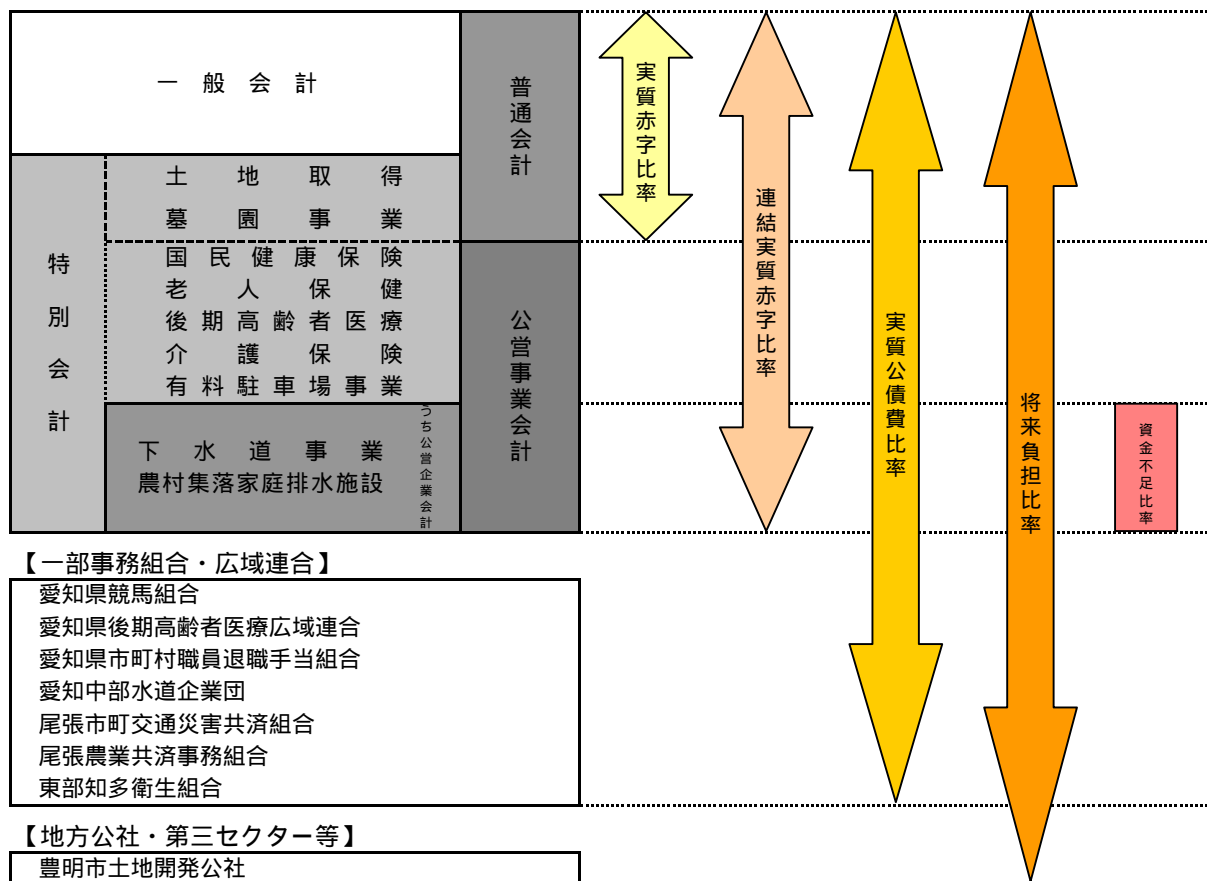 一般会計
普通会計
特別会計
土地取得
墓園事業
国民健康保険
老人保健
後期高齢者医療
介護保険
有料駐車場事業
公営事業会計
下水道事業
農村集落家庭排水施設
うち公営企業会計
実質赤字比率
連結実質赤字比率
実質公債費比率
将来負担比率
資金不足比率
【一部事務組合・広域連合】
愛知県競馬組合
愛知県後期高齢者医療広域連合
愛知県市町村職員退職手当組合
愛知中部水道企業団
尾張市町交通災害共済組合
尾張農業共済事務組合
東部知多衛生組合
【地方公社・第三セクター等】
豊明市土地開発公社